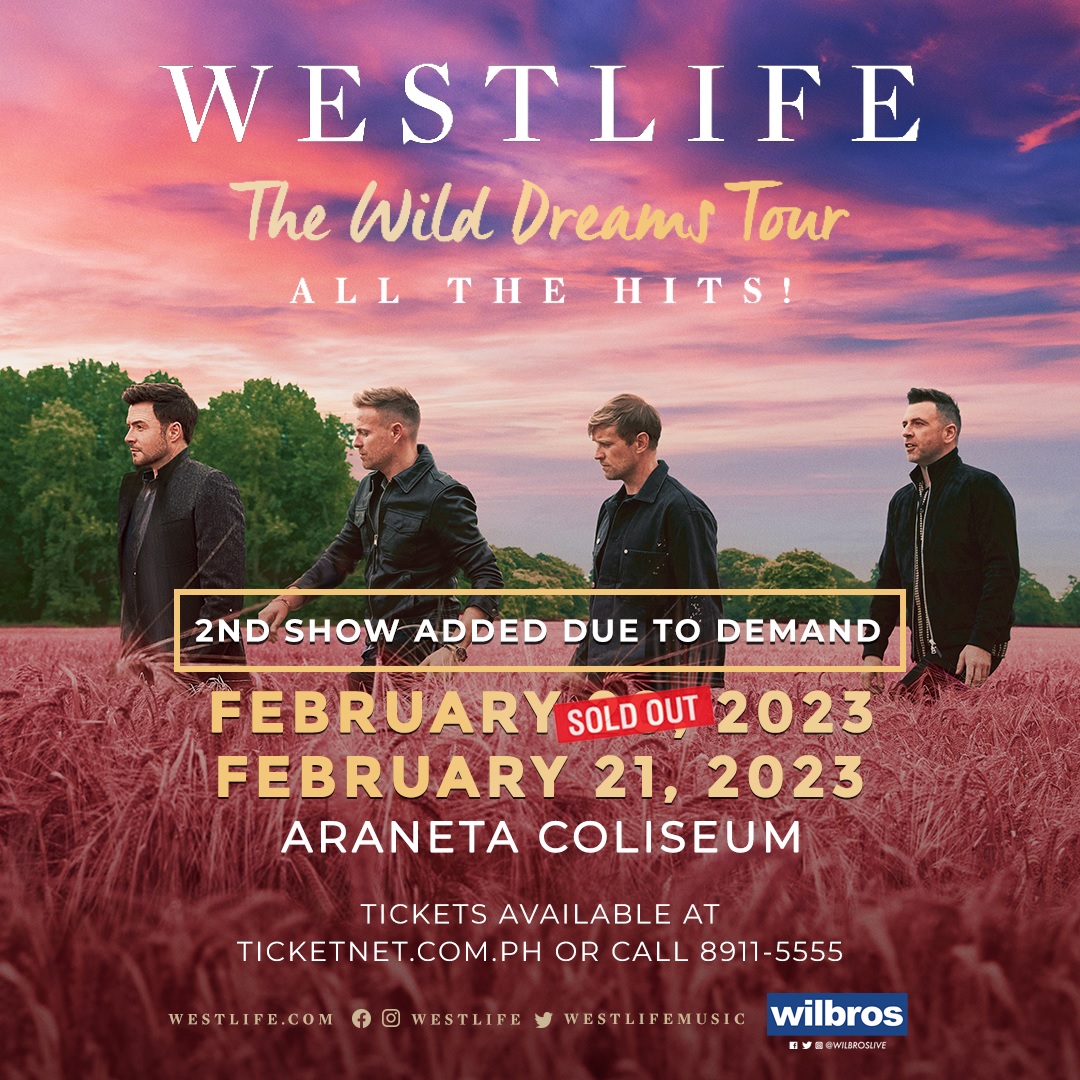 WESTLIFE
The Wild Dreams Tour
ALL THE HITS!
2ND SHOW ADDED DUE TO DEMAND
FEBRUARY SOLD OUT, 2023
FEBRUARY 21, 2023
ARANETA COLISEUM
TICKETS AVAILABLE AT
TICKETNET.COM.PH OR CALL 8911-5555
WESTLIFE.COM WESTLIFE WESTLIFEMUSIC wilbros
@WILBROSLIVE